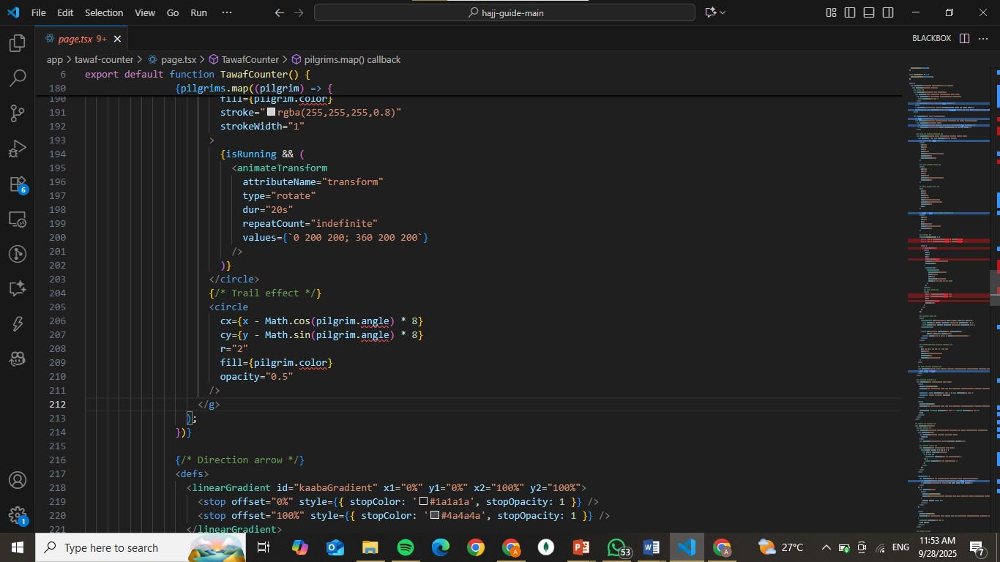 File Edit Selection View Go Run ··· hajj-guide-main
page.tsx 9+
BLACKBOX
app > tawaf-counter > page.tsx > TawafCounter > pilgrims.map() callback
6 export default function TawafCounter() {
180 {pilgrims.map((pilgrim) => {
190 fill={pilgrim.color}
191 stroke="rgba(255,255,255,0.8)"
192 strokeWidth="1"
193 >
194 {isRunning && (
195 <animateTransform
196 attributeName="transform"
197 type="rotate"
198 dur="20s"
199 repeatCount="indefinite"
200 values={`0 200 200; 360 200 200`}
201 />
202 )}
203 </circle>
204 {/* Trail effect */}
205 <circle
206 cx={x - Math.cos(pilgrim.angle) * 8}
207 cy={y - Math.sin(pilgrim.angle) * 8}
208 r="2"
209 fill={pilgrim.color}
210 opacity="0.5"
211 />
212 </g>
213 );
214 })}
215
216 {/* Direction arrow */}
217 <defs>
218 <linearGradient id="kaabaGradient" x1="0%" y1="0%" x2="100%" y2="100%">
219 <stop offset="0%" style={{ stopColor: '#1a1a1a', stopOpacity: 1 }} />
220 <stop offset="100%" style={{ stopColor: '#4a4a4a', stopOpacity: 1 }} />
221 </linearGradient>
6
1
Type here to search
53
27°C
ENG
11:53 AM
9/28/2025
7